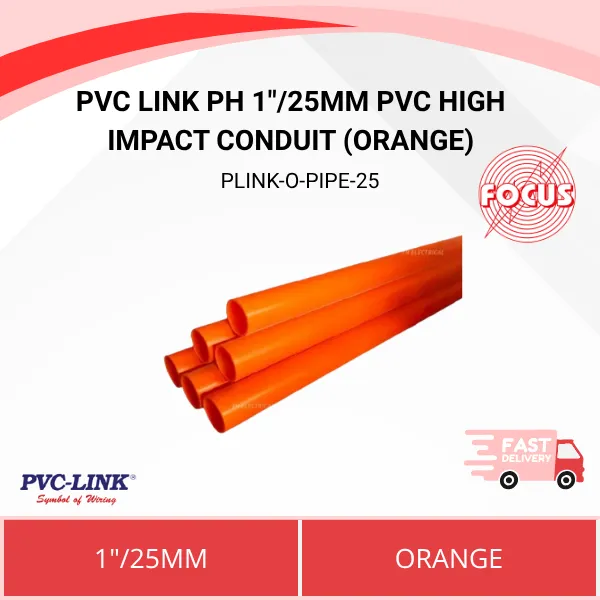 PVC LINK PH 1"/25MM PVC HIGH
IMPACT CONDUIT (ORANGE)
PLINK-O-PIPE-25
FOCUS
FAST
DELIVERY
PVC-LINK®
Symbol of Wiring
1"/25MM
ORANGE